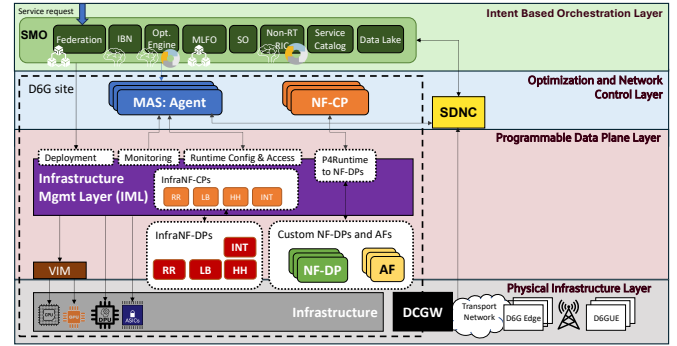 Service request
Intent Based Orchestration Layer
SMO
Federation
IBN
Opt.
Engine
MLFO
SO
Non-RT
RIC
Service
Catalog
Data Lake
Optimization and Network
Control Layer
D6G site
MAS: Agent
NF-CP
SDNC
Programmable Data Plane Layer
Deployment
Monitoring
Runtime Config & Access
P4Runtime
to NF-DPs
Infrastructure
Mgmt Layer (IML)
InfraNF-CPs
RR
LB
HH
INT
InfraNF-DPs
INT
RR
LB
HH
Custom NF-DPs and AFs
NF-DP
AF
VIM
Physical Infrastructure Layer
CPU
GPU
DPU
ASICs
Infrastructure
DCGW
Transport
Network
D6G Edge
D6GUE